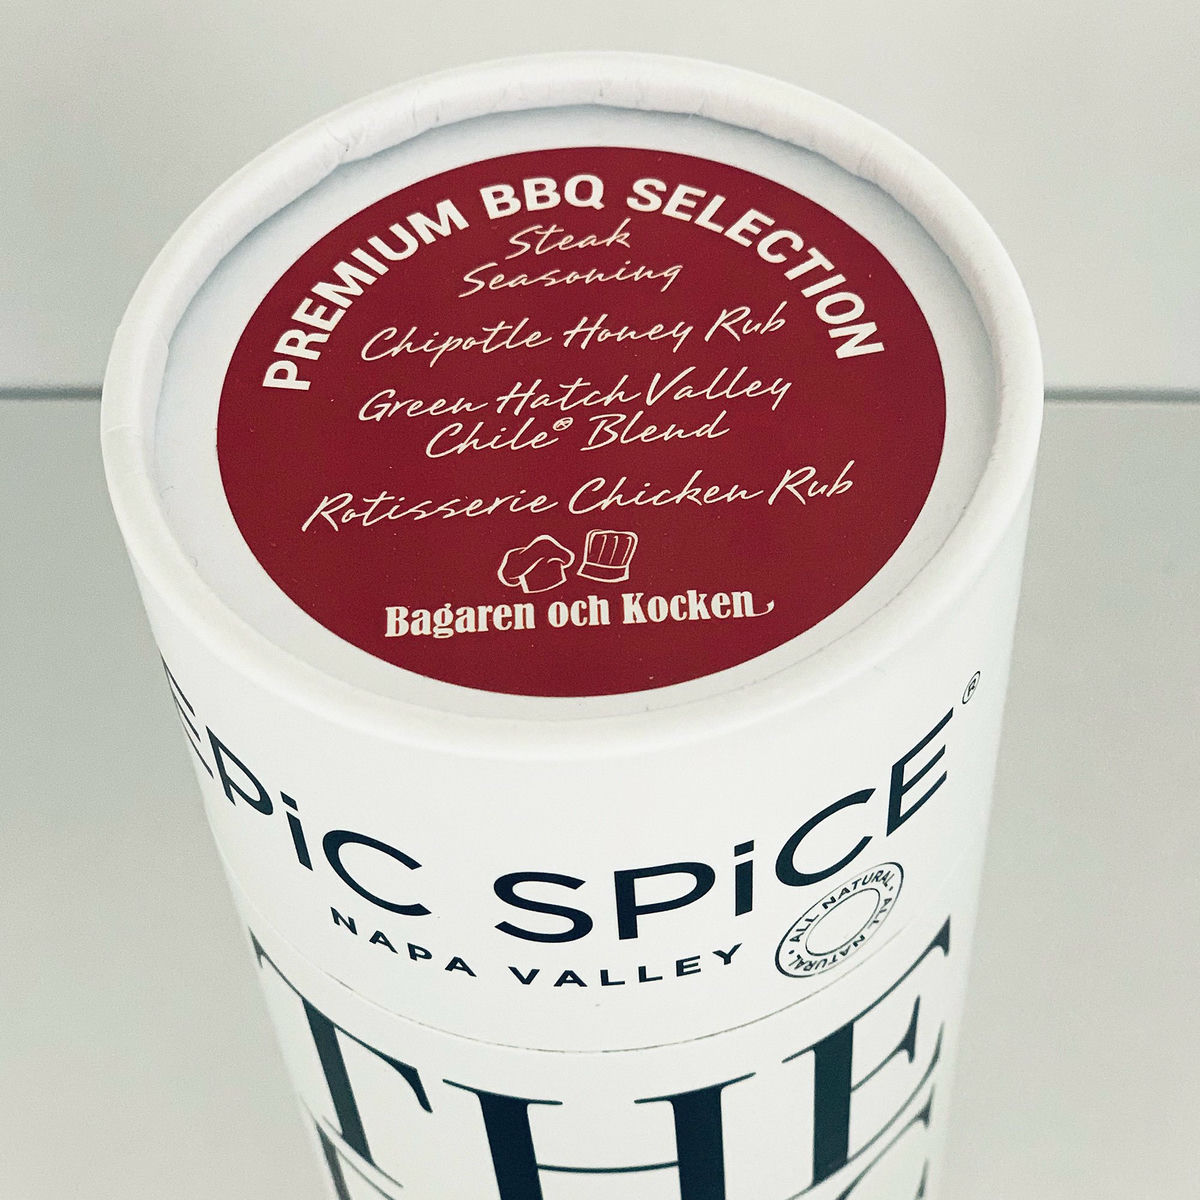 PREMIUM BBQ SELECTION
Steak
Seasoning
Chipotle Honey Rub
Green Hatch Valley
Chile® Blend
Rotisserie Chicken Rub
Bagaren och Kocken
EPiC SPiCE®
NAPA VALLEY
ALL NATURAL • ALL NATURAL •
THE